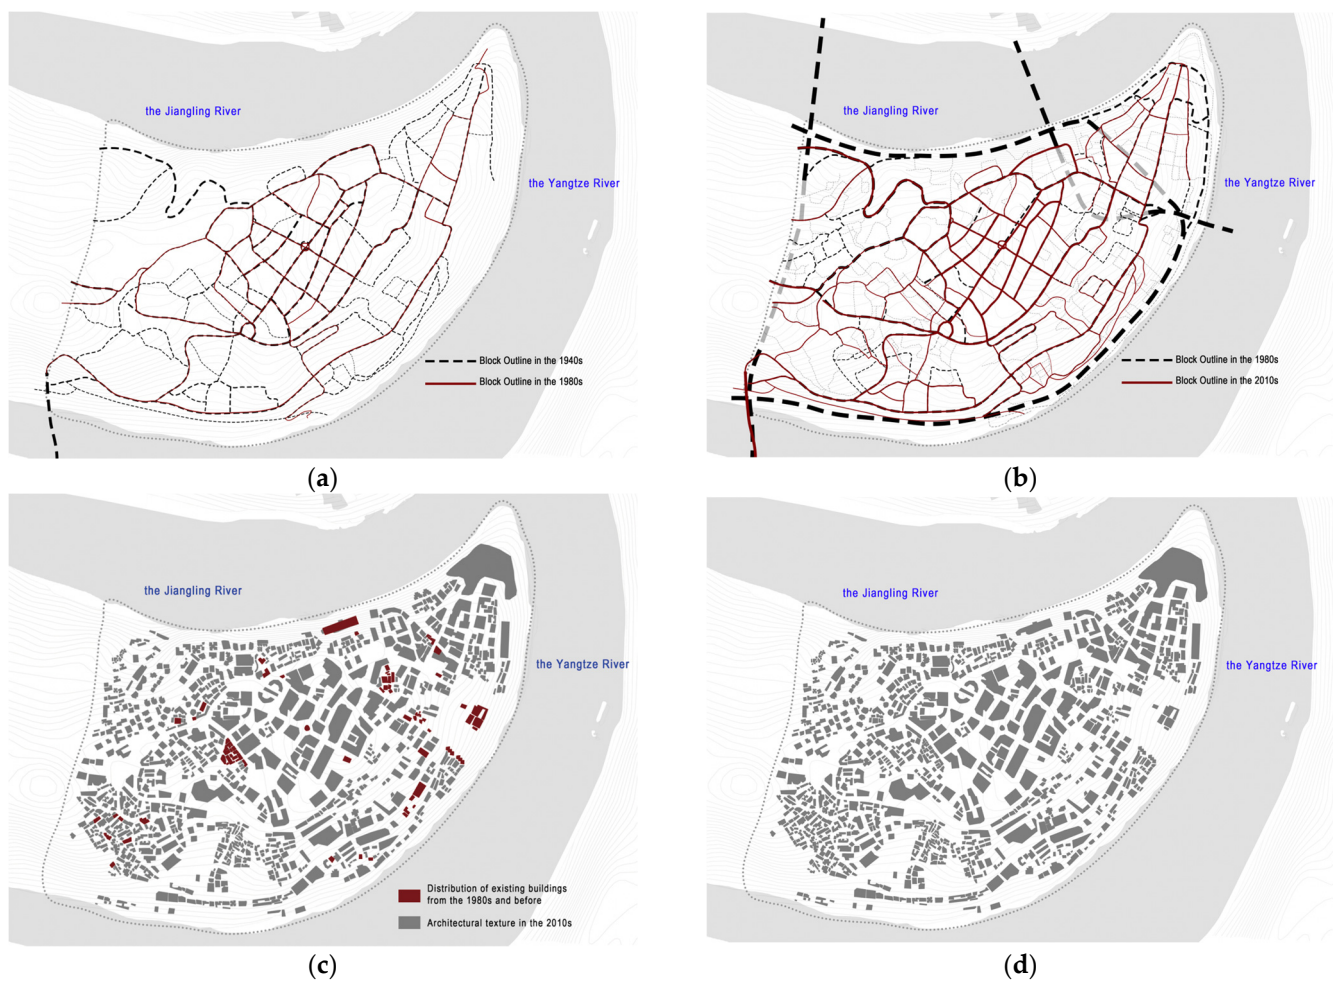 the Jiangling River
the Yangtze River
Block Outline in the 1940s
Block Outline in the 1980s
(a)
the Jiangling River
the Yangtze River
Block Outline in the 1980s
Block Outline in the 2010s
(b)
the Jiangling River
the Yangtze River
Distribution of existing buildings
from the 1980s and before
Architectural texture in the 2010s
(c)
the Jiangling River
the Yangtze River
(d)